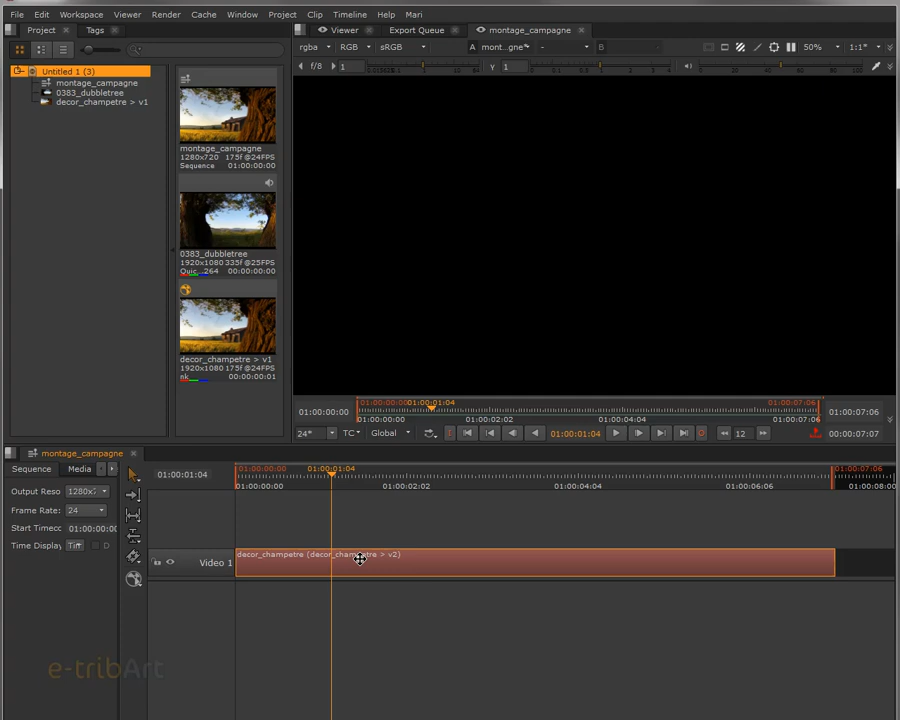 File Edit Workspace Viewer Render Cache Window Project Clip Timeline Help Mari
Project Tags
Viewer Export Queue montage_campagne
rgba RGB sRGB A mont...gne* - B 50% 1:1*
f/8 1 Y 1
Untitled 1 (3)
montage_campagne
0383_dubbletree
decor_champetre > v1
montage_campagne
1280x720 175f @24FPS
Sequence 01:00:00:00
0383_dubbletree
1920x1080 335f @25FPS
Quic...264 00:00:00:00
decor_champetre > v1
1920x1080 175f @24FPS
nk 00:00:00:01
01:00:00:00 01:00:01:04 01:00:07:06
01:00:00:00 01:00:00:00 01:00:02:02 01:00:04:04 01:00:07:06 01:00:07:06
24* TC Global 01:00:01:04 12 00:00:07:07
montage_campagne
Sequence Media
Output Reso 1280x7
Frame Rate: 24
Start Timecc 01:00:00:00
Time Display Tim D
01:00:01:04
01:00:00:00 01:00:01:04 01:00:07:06
01:00:00:00 01:00:02:02 01:00:04:04 01:00:06:06 01:00:08:00
Video 1
decor_champetre (decor_champetre > v2)
e-tribArt